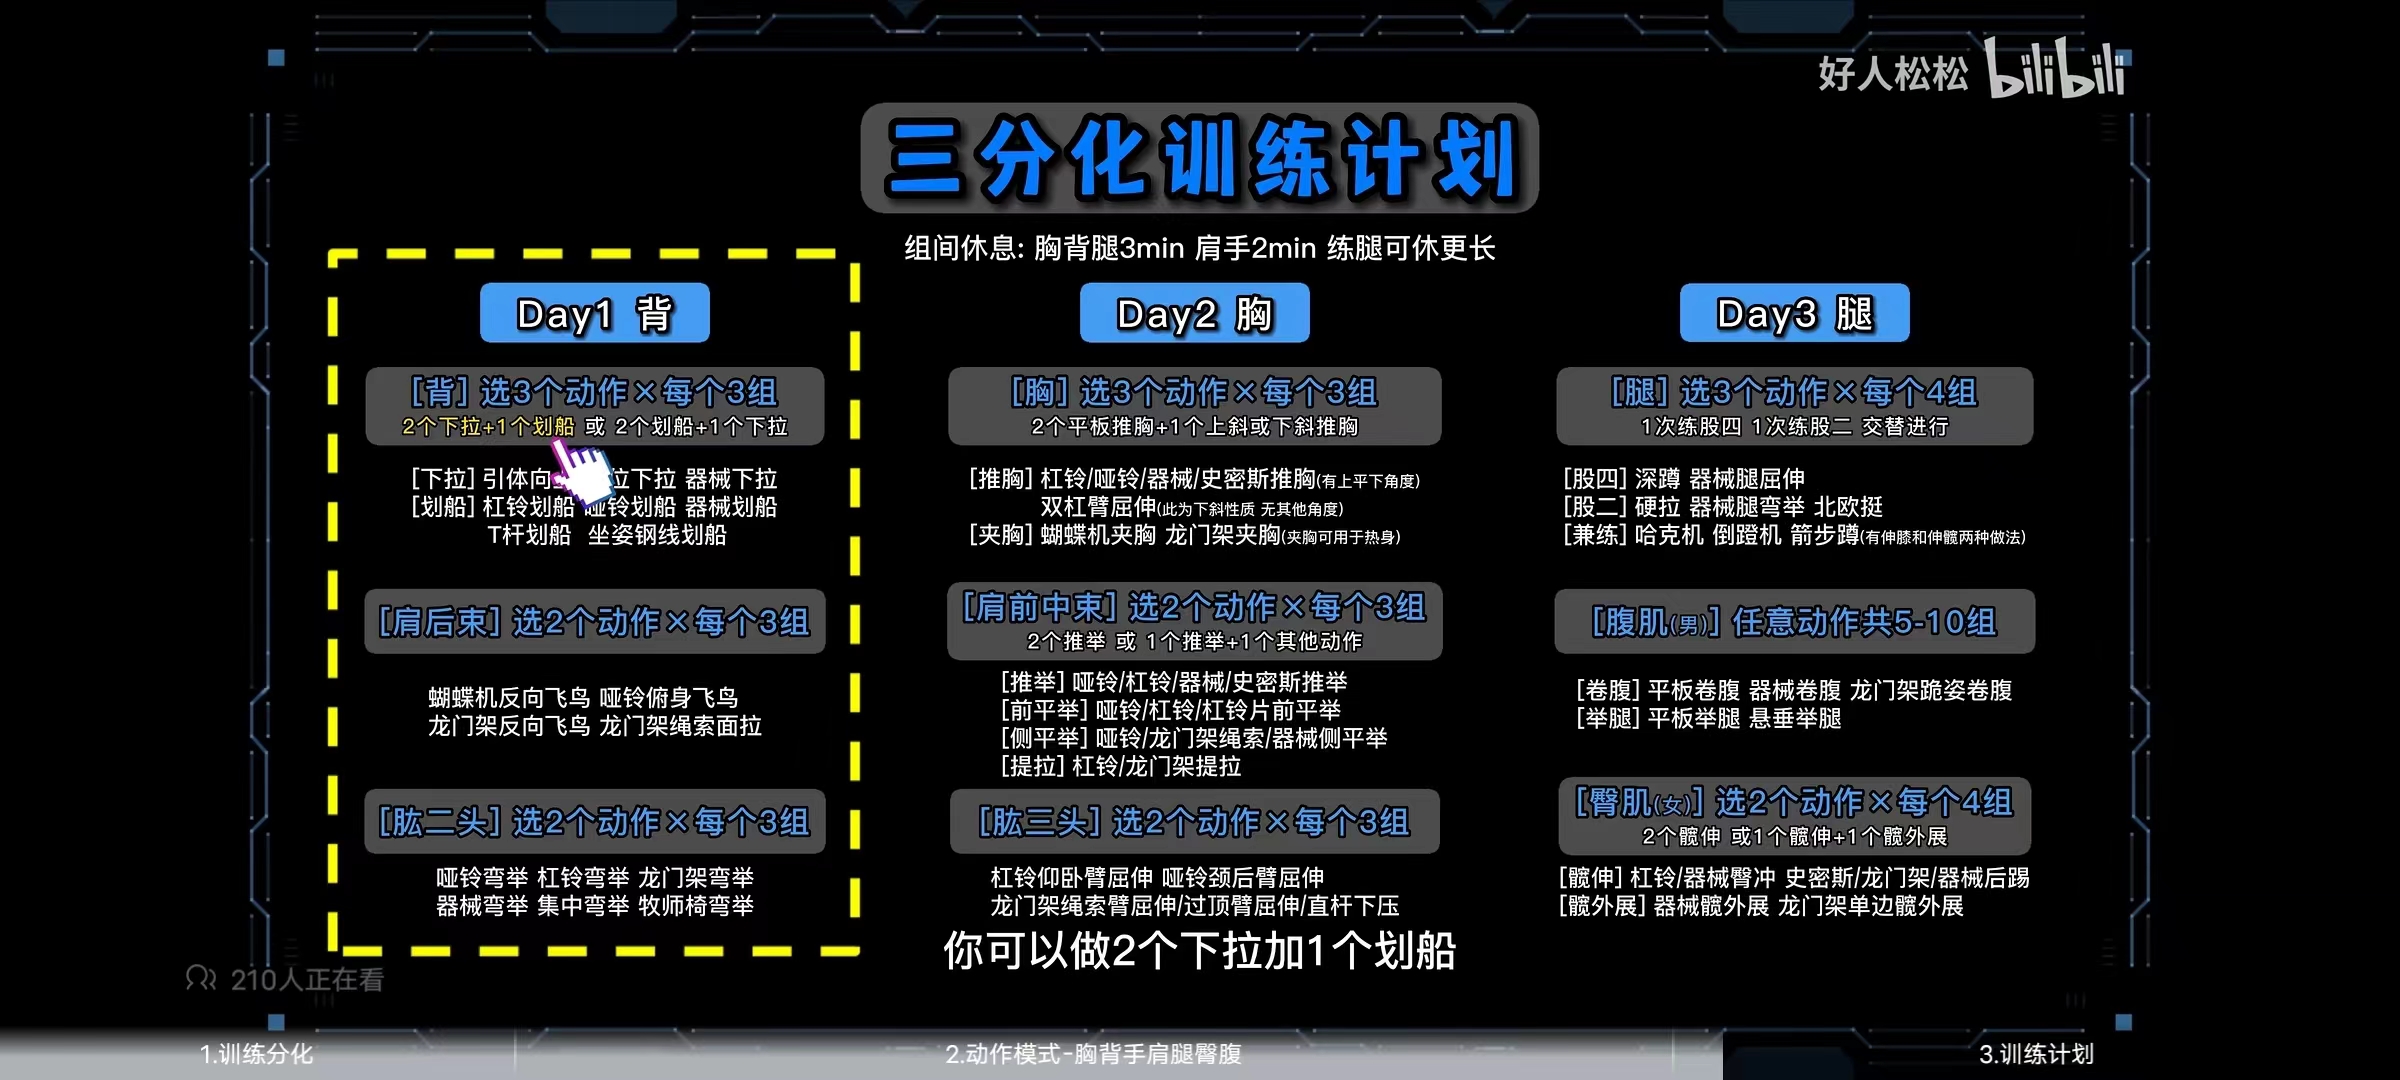 好人松松 bilibili
三分化训练计划
组间休息: 胸背腿3min 肩手2min 练腿可休更长
Day1 背
[背] 选3个动作×每个3组
2个下拉+1个划船 或 2个划船+1个下拉
[下拉] 引体向 位下拉 器械下拉
[划船] 杠铃划船 哑铃划船 器械划船
T杆划船 坐姿钢线划船
[肩后束] 选2个动作×每个3组
蝴蝶机反向飞鸟 哑铃俯身飞鸟
龙门架反向飞鸟 龙门架绳索面拉
[肱二头] 选2个动作×每个3组
哑铃弯举 杠铃弯举 龙门架弯举
器械弯举 集中弯举 牧师椅弯举
Day2 胸
[胸] 选3个动作×每个3组
2个平板推胸+1个上斜或下斜推胸
[推胸] 杠铃/哑铃/器械/史密斯推胸(有上平下角度)
双杠臂屈伸(此为下斜性质 无其他角度)
[夹胸] 蝴蝶机夹胸 龙门架夹胸(夹胸可用于热身)
[肩前中束] 选2个动作×每个3组
2个推举 或 1个推举+1个其他动作
[推举] 哑铃/杠铃/器械/史密斯推举
[前平举] 哑铃/杠铃/杠铃片前平举
[侧平举] 哑铃/龙门架绳索/器械侧平举
[提拉] 杠铃/龙门架提拉
[肱三头] 选2个动作×每个3组
杠铃仰卧臂屈伸 哑铃颈后臂屈伸
龙门架绳索臂屈伸/过顶臂屈伸/直杆下压
Day3 腿
[腿] 选3个动作×每个4组
1次练股四 1次练股二 交替进行
[股四] 深蹲 器械腿屈伸
[股二] 硬拉 器械腿弯举 北欧挺
[兼练] 哈克机 倒蹬机 箭步蹲(有伸膝和伸髋两种做法)
[腹肌(男)] 任意动作共5-10组
[卷腹] 平板卷腹 器械卷腹 龙门架跪姿卷腹
[举腿] 平板举腿 悬垂举腿
[臀肌(女)] 选2个动作×每个4组
2个髋伸 或1个髋伸+1个髋外展
[髋伸] 杠铃/器械臀冲 史密斯/龙门架/器械后踢
[髋外展] 器械髋外展 龙门架单边髋外展
你可以做2个下拉加1个划船
210人正在看
1.训练分化
2.动作模式-胸背手肩腿臀腹
3.训练计划